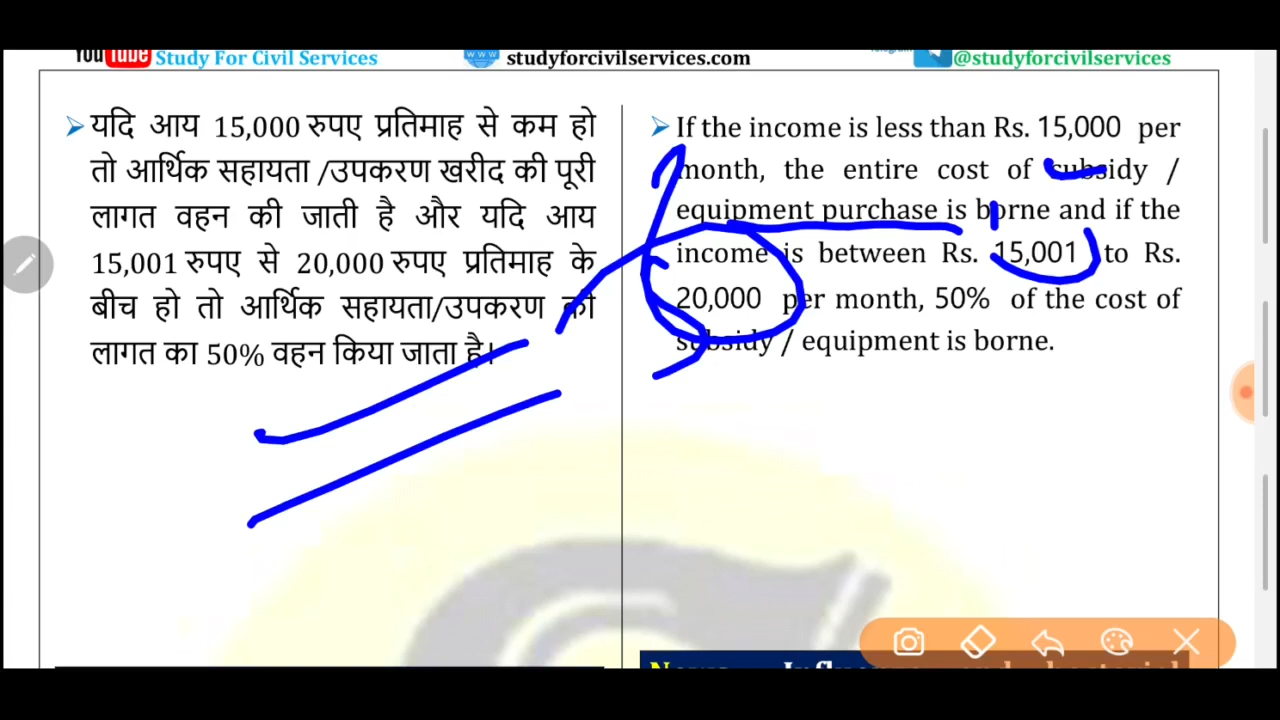 YouTube Study For Civil Services
www studyforcivilservices.com
@studyforcivilservices
➢ यदि आय 15,000 रुपए प्रतिमाह से कम हो
तो आर्थिक सहायता /उपकरण खरीद की पूरी
लागत वहन की जाती है और यदि आय
15,001 रुपए से 20,000 रुपए प्रतिमाह के
बीच हो तो आर्थिक सहायता/उपकरण की
लागत का 50% वहन किया जाता है।
➢ If the income is less than Rs. 15,000 per
month, the entire cost of subsidy /
equipment purchase is borne and if the
income is between Rs. 15,001 to Rs.
20,000 per month, 50% of the cost of
subsidy / equipment is borne.